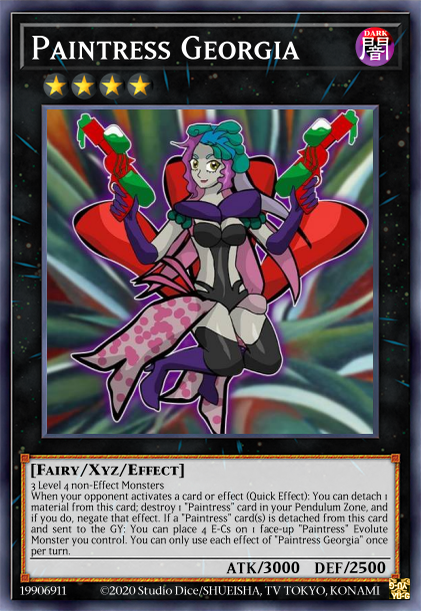 PAINTRESS GEORGIA
DARK
闇
[FAIRY/XYZ/EFFECT]
3 Level 4 non-Effect Monsters
When your opponent activates a card or effect (Quick Effect): You can detach 1
material from this card; destroy 1 "Paintress" card in your Pendulum Zone, and
if you do, negate that effect. If a "Paintress" card(s) is detached from this card
and sent to the GY: You can place 4 E-Cs on 1 face-up "Paintress" Evolute
Monster you control. You can only use each effect of "Paintress Georgia" once
per turn.
ATK/3000 DEF/2500
19906911 ©2020 Studio Dice/SHUEISHA, TV TOKYO, KONAMI